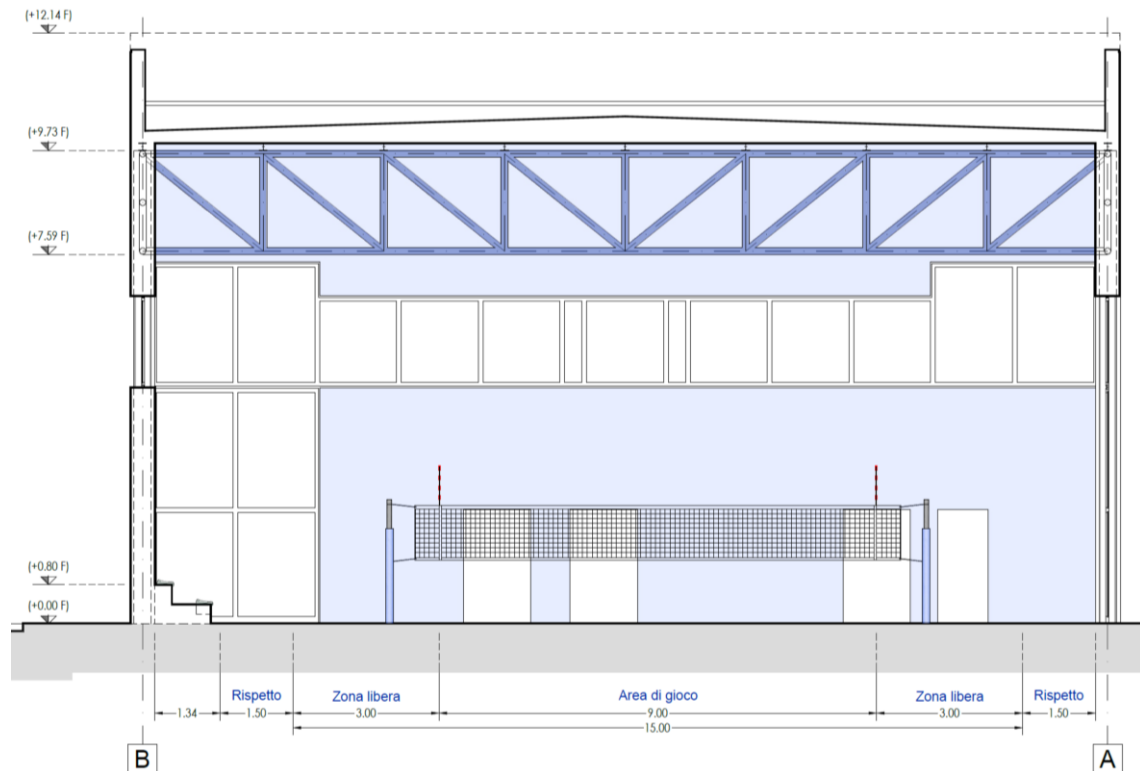 (+12.14 F)
(+9.73 F)
(+7.59 F)
(+0.80 F)
(+0.00 F)
Rispetto
Zona libera
Area di gioco
Zona libera
Rispetto
1.34
1.50
3.00
9.00
3.00
1.50
15.00
B
A